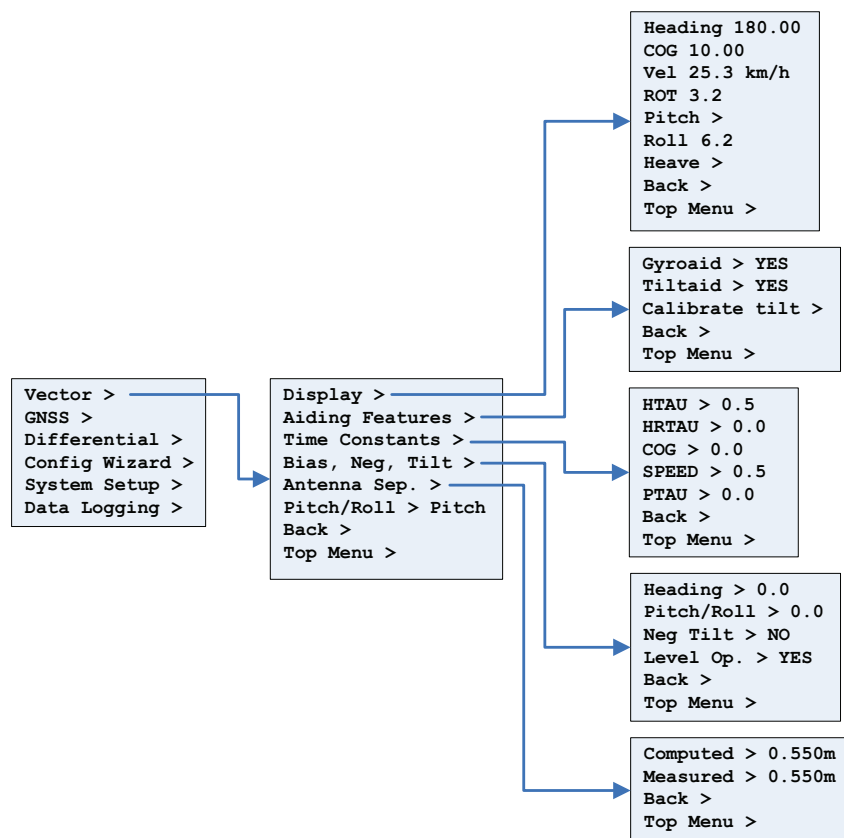 Vector >
GNSS >
Differential >
Config Wizard >
System Setup >
Data Logging >
Display >
Aiding Features >
Time Constants >
Bias, Neg, Tilt >
Antenna Sep. >
Pitch/Roll > Pitch
Back >
Top Menu >
Heading 180.00
COG 10.00
Vel 25.3 km/h
ROT 3.2
Pitch >
Roll 6.2
Heave >
Back >
Top Menu >
Gyroaid > YES
Tiltaid > YES
Calibrate tilt >
Back >
Top Menu >
HTAU > 0.5
HRTAU > 0.0
COG > 0.0
SPEED > 0.5
PTAU > 0.0
Back >
Top Menu >
Heading > 0.0
Pitch/Roll > 0.0
Neg Tilt > NO
Level Op. > YES
Back >
Top Menu >
Computed > 0.550m
Measured > 0.550m
Back >
Top Menu >